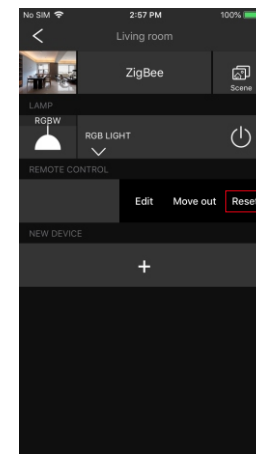 No SIM 2:57 PM 100%
Living room
ZigBee
Scene
LAMP
RGBW
RGB LIGHT
REMOTE CONTROL
Edit Move out Reset
NEW DEVICE
+